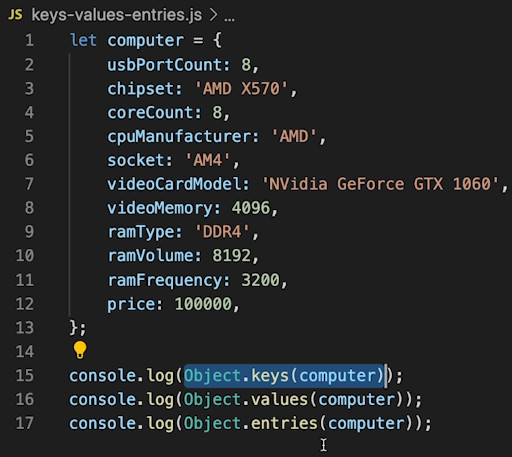 JS keys-values-entries.js > ...
1 let computer = {
2 usbPortCount: 8,
3 chipset: 'AMD X570',
4 coreCount: 8,
5 cpuManufacturer: 'AMD',
6 socket: 'AM4',
7 videoCardModel: 'NVidia GeForce GTX 1060',
8 videoMemory: 4096,
9 ramType: 'DDR4',
10 ramVolume: 8192,
11 ramFrequency: 3200,
12 price: 100000,
13 };
14
15 console.log(Object.keys(computer));
16 console.log(Object.values(computer));
17 console.log(Object.entries(computer));